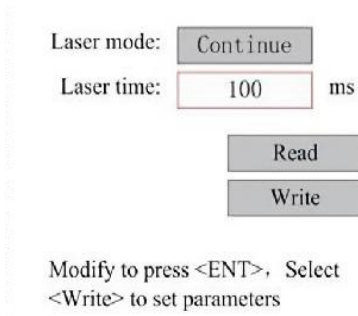 Laser mode: Continue
Laser time: 100 ms
Read
Write
Modify to press <ENT>, Select
<Write> to set parameters